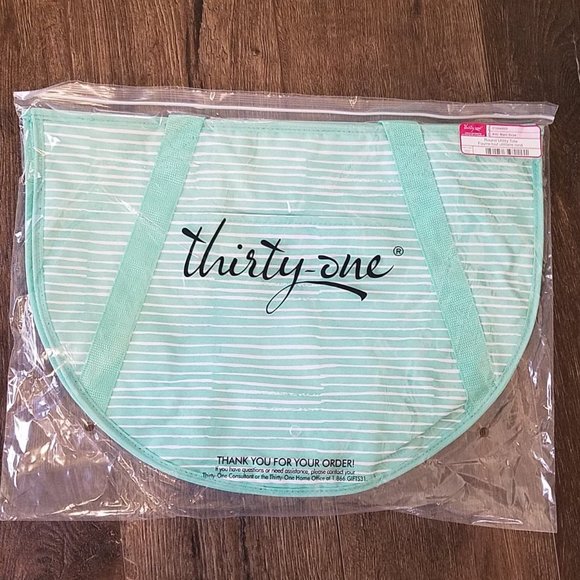 thirty-one®
THANK YOU FOR YOUR ORDER!
If you have questions or need assistance, please contact your
Thirty-One Consultant or the Thirty-One Home Office at 1.866.GIFTS31.